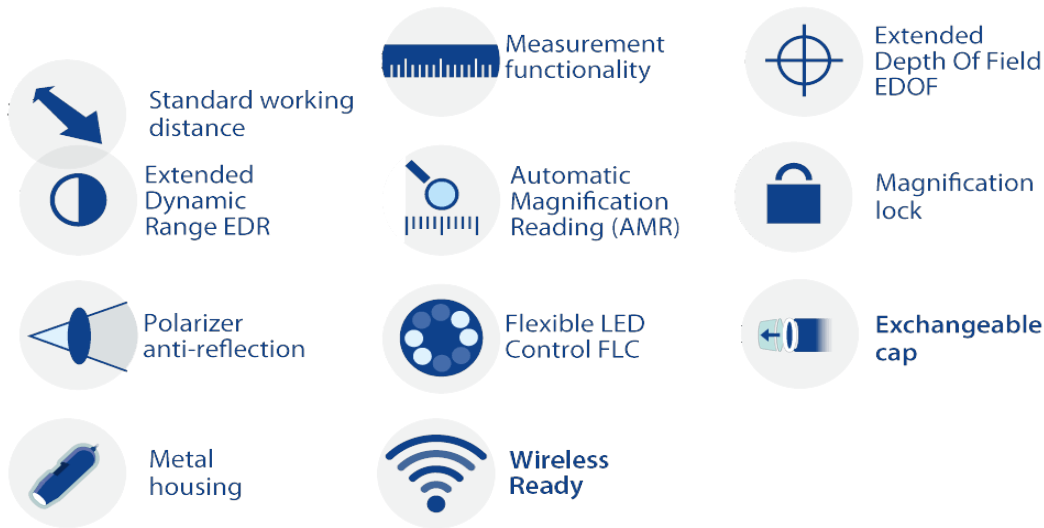 Measurement
functionality
Extended
Depth Of Field
EDOF
Standard working
distance
Extended
Dynamic
Range EDR
Automatic
Magnification
Reading (AMR)
Magnification
lock
Polarizer
anti-reflection
Flexible LED
Control FLC
Exchangeable
cap
Metal
housing
Wireless
Ready